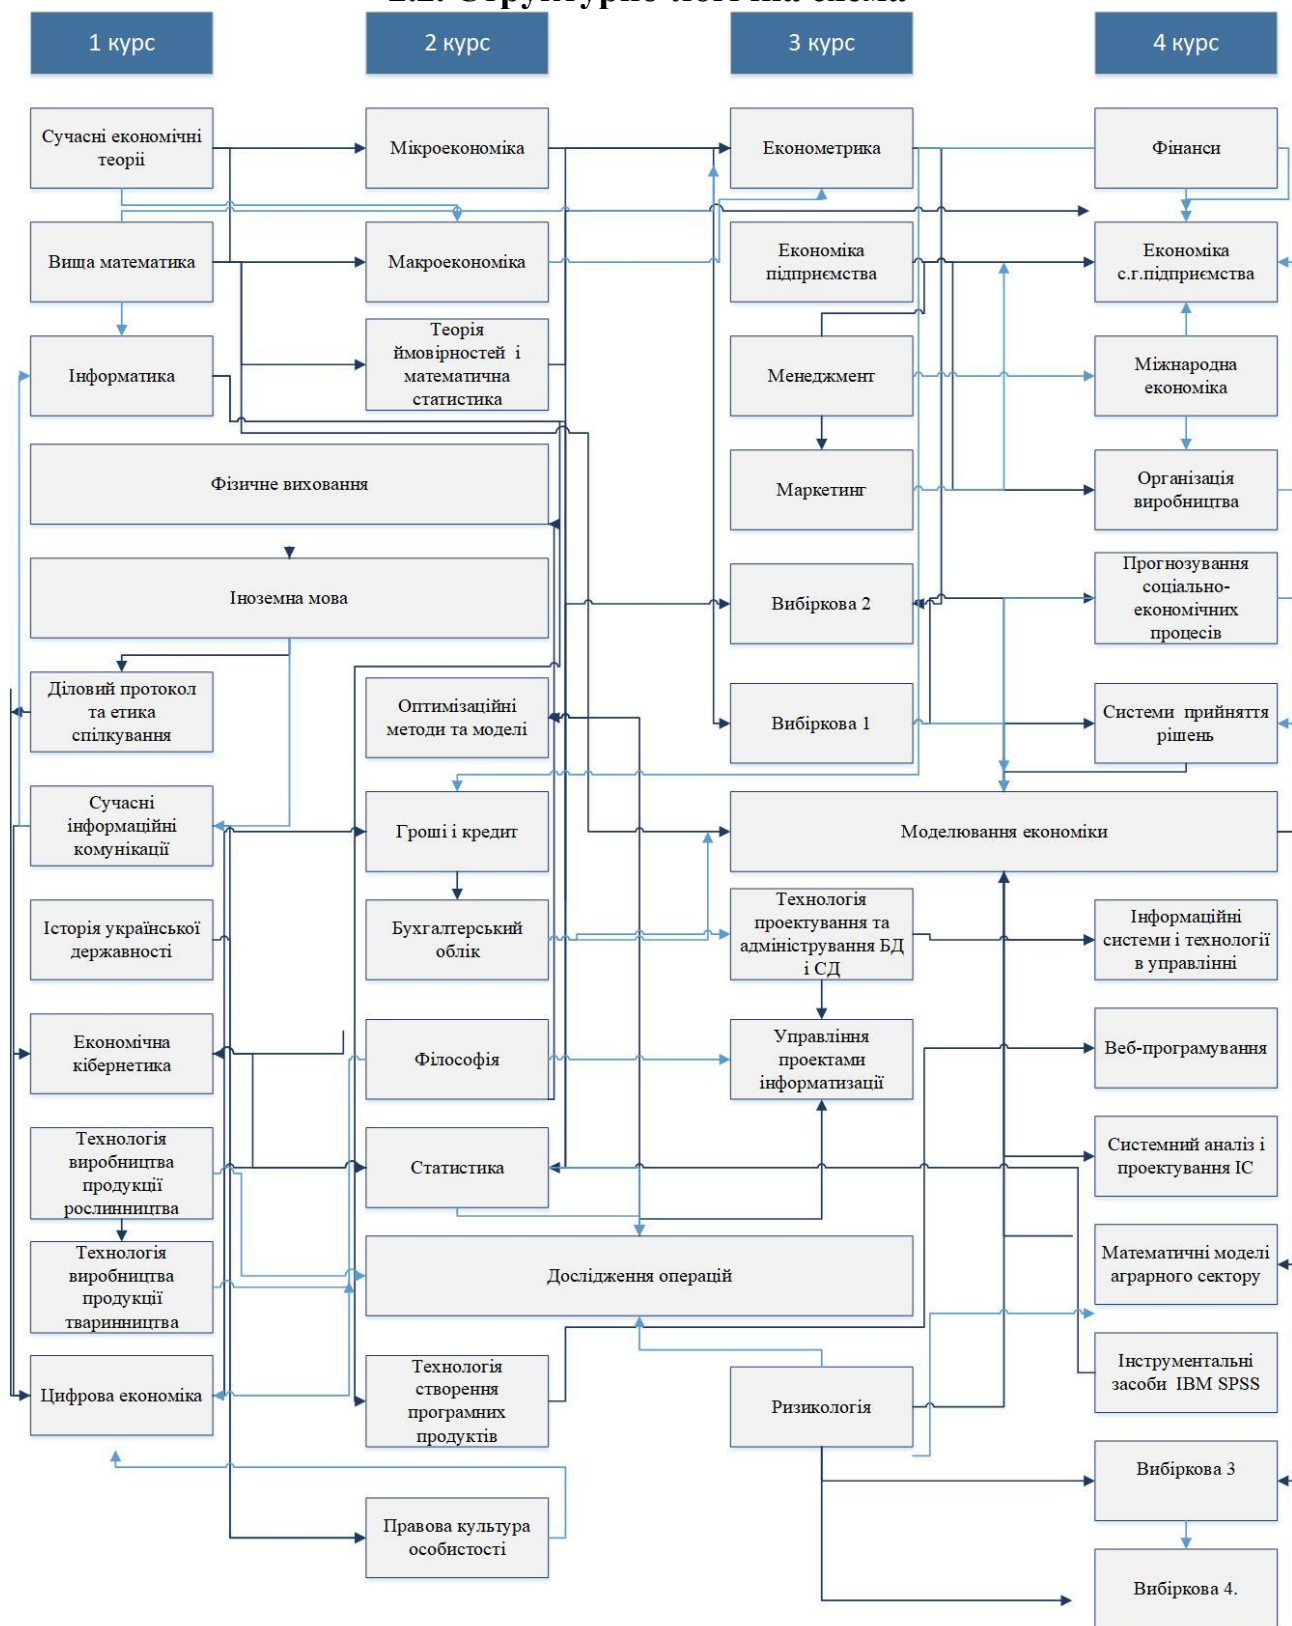 2.2. Структурно-логічна схема
1 курс
2 курс
3 курс
4 курс
Сучасні економічні
теорії
Мікроекономіка
Економетрика
Фінанси
Вища математика
Макроекономіка
Економіка
підприємства
Економіка
с.г.підприємства
Інформатика
Теорія
ймовірностей і
математична
статистика
Менеджмент
Міжнародна
економіка
Фізичне виховання
Маркетинг
Організація
виробництва
Іноземна мова
Вибіркова 2
Прогнозування
соціально-
економічних
процесів
Діловий протокол
та етика
спілкування
Оптимізаційні
методи та моделі
Вибіркова 1
Системи прийняття
рішень
Сучасні
інформаційні
комунікації
Гроші і кредит
Моделювання економіки
Історія української
державності
Бухгалтерський
облік
Технологія
проектування та
адміністрування БД
і СД
Інформаційні
системи і технології
в управлінні
Економічна
кібернетика
Філософія
Управління
проектами
інформатизації
Веб-програмування
Технологія
виробництва
продукції
рослинництва
Статистика
Системний аналіз і
проектування ІС
Технологія
виробництва
продукції
тваринництва
Дослідження операцій
Математичні моделі
аграрного сектору
Цифрова економіка
Технологія
створення
програмних
продуктів
Ризикологія
Інструментальні
засоби IBM SPSS
Вибіркова 3
Правова культура
особистості
Вибіркова 4.